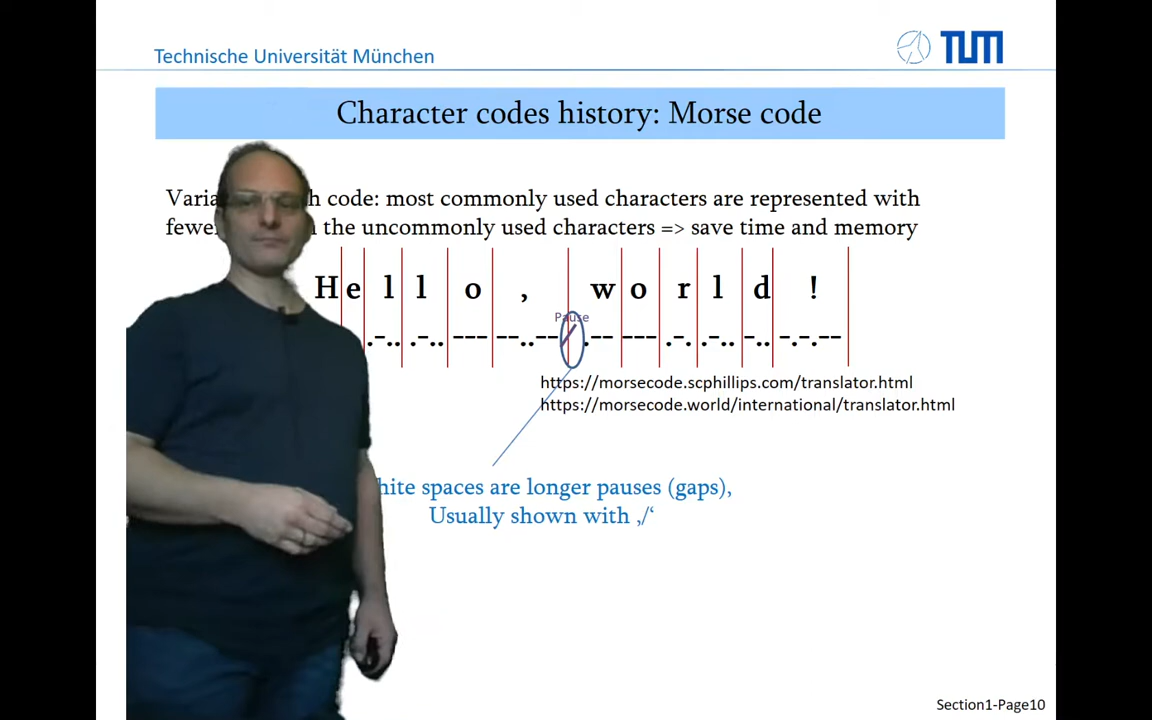 Technische Universität München
TUM
Character codes history: Morse code
h code: most commonly used characters are represented with
the uncommonly used characters => save time and memory
H e l l o , w o r l d !
Pause
.-.. .-.. --- --..-- / .-- --- .-. .-.. -.. -.-.--
https://morsecode.scphillips.com/translator.html
https://morsecode.world/international/translator.html
hite spaces are longer pauses (gaps),
Usually shown with ‚/‘
Section1-Page10